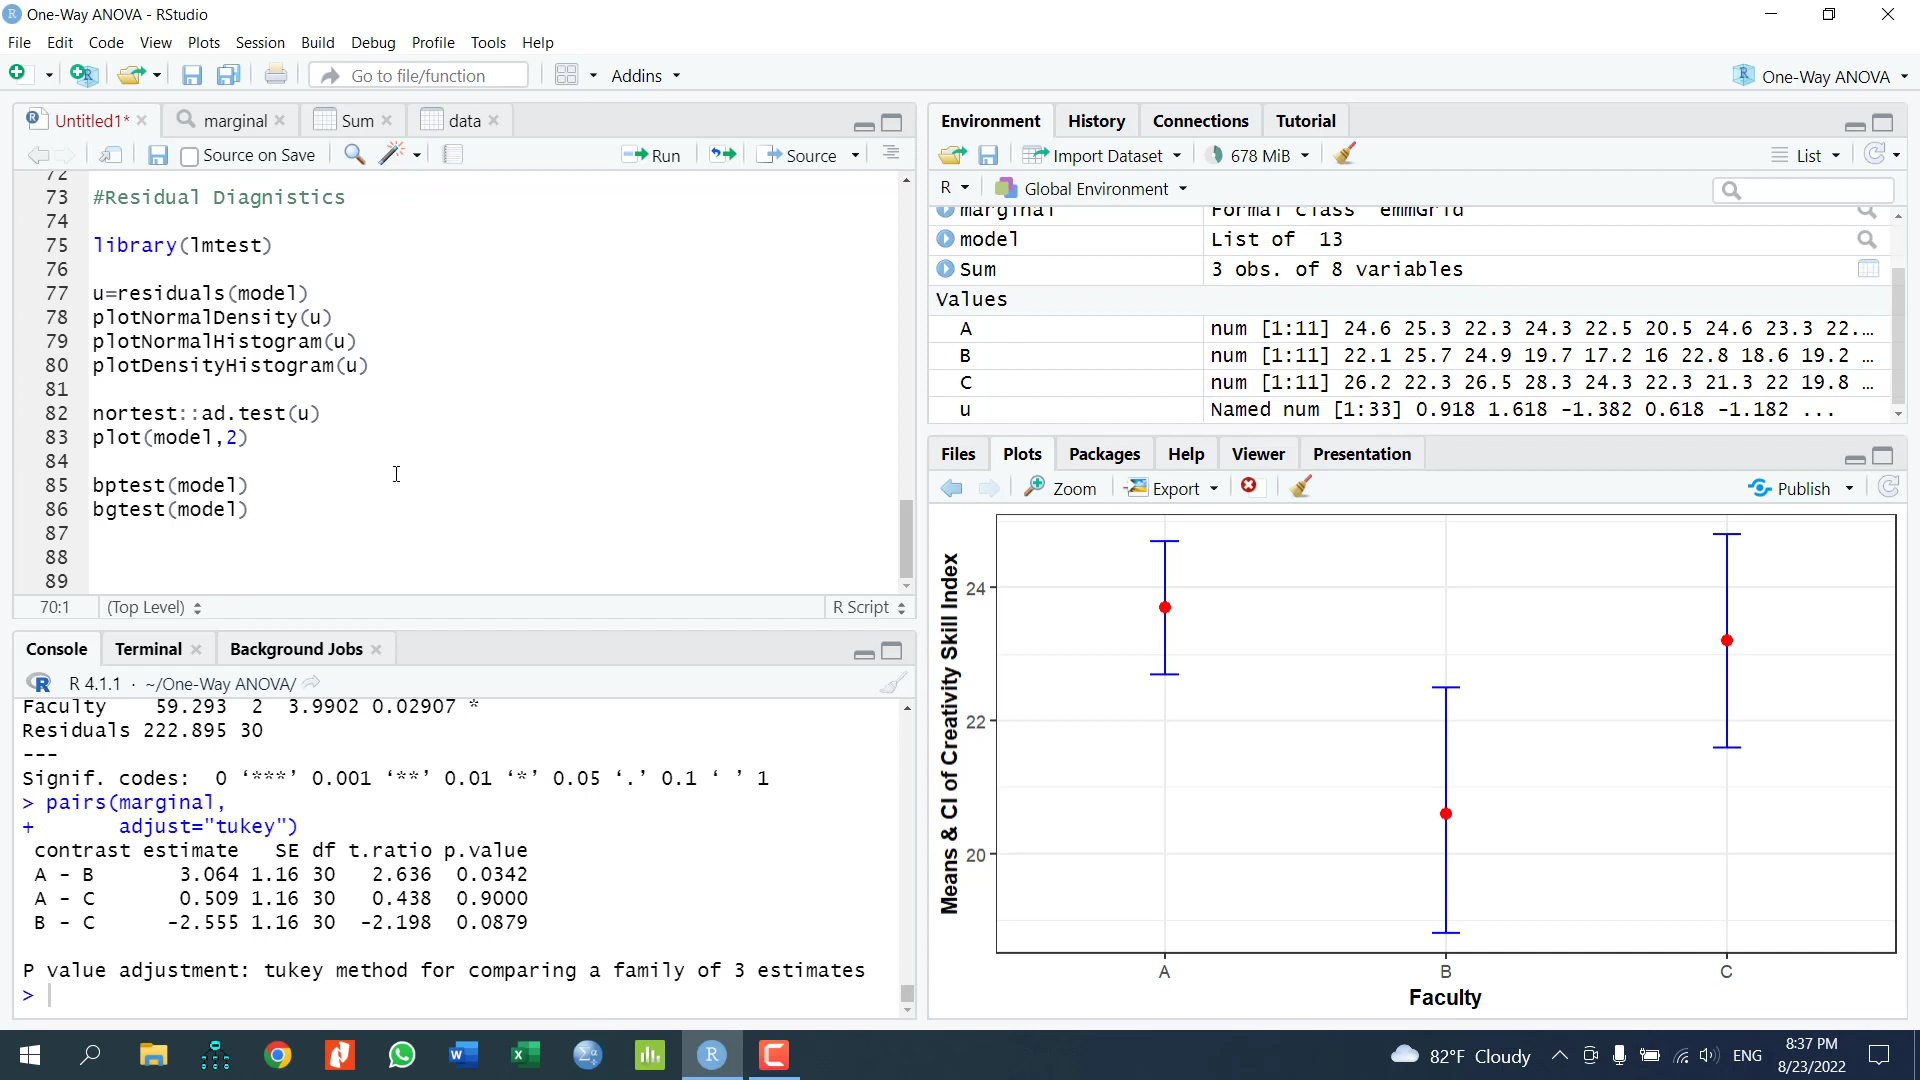 One-Way ANOVA - RStudio
File Edit Code View Plots Session Build Debug Profile Tools Help
Go to file/function Addins One-Way ANOVA
Untitled1* marginal Sum data
Source on Save Run Source
72
73 #Residual Diagnistics
74
75 library(lmtest)
76
77 u=residuals(model)
78 plotNormalDensity(u)
79 plotNormalHistogram(u)
80 plotDensityHistogram(u)
81
82 nortest::ad.test(u)
83 plot(model,2)
84
85 bptest(model)
86 bgtest(model)
87
88
89
70:1 (Top Level) R Script
Console Terminal Background Jobs
R 4.1.1 · ~/One-Way ANOVA/
Faculty 59.293 2 3.9902 0.02907 *
Residuals 222.895 30
---
Signif. codes: 0 ‘***’ 0.001 ‘**’ 0.01 ‘*’ 0.05 ‘.’ 0.1 ‘ ’ 1
> pairs(marginal,
+ adjust="tukey")
contrast estimate SE df t.ratio p.value
A - B 3.064 1.16 30 2.636 0.0342
A - C 0.509 1.16 30 0.438 0.9000
B - C -2.555 1.16 30 -2.198 0.0879
P value adjustment: tukey method for comparing a family of 3 estimates
>
Environment History Connections Tutorial
Import Dataset 678 MiB List
R Global Environment
marginal Formal class emmGrid
model List of 13
Sum 3 obs. of 8 variables
Values
A num [1:11] 24.6 25.3 22.3 24.3 22.5 20.5 24.6 23.3 22.…
B num [1:11] 22.1 25.7 24.9 19.7 17.2 16 22.8 18.6 19.2 …
C num [1:11] 26.2 22.3 26.5 28.3 24.3 22.3 21.3 22 19.8 …
u Named num [1:33] 0.918 1.618 -1.382 0.618 -1.182 ...
Files Plots Packages Help Viewer Presentation
Zoom Export Publish
Means & CI of Creativity Skill Index
24
22
20
A B C
Faculty
82°F Cloudy ENG
8:37 PM
8/23/2022